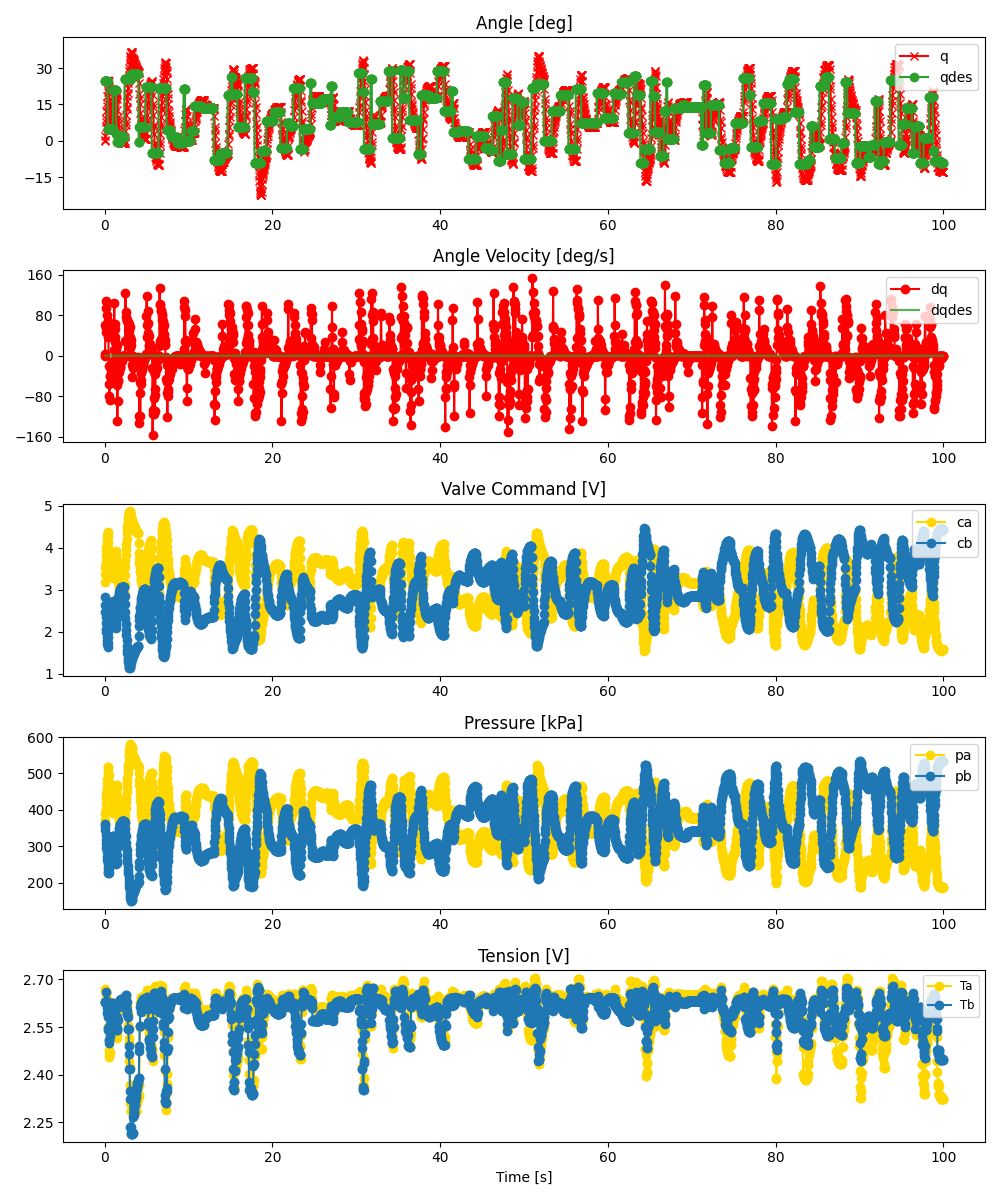 Angle [deg]
30
15
0
−15
q
qdes
0 20 40 60 80 100
Angle Velocity [deg/s]
160
80
0
−80
−160
dq
dqdes
0 20 40 60 80 100
Valve Command [V]
5
4
3
2
1
ca
cb
0 20 40 60 80 100
Pressure [kPa]
600
500
400
300
200
pa
pb
0 20 40 60 80 100
Tension [V]
2.70
2.55
2.40
2.25
Ta
Tb
0 20 40 60 80 100
Time [s]